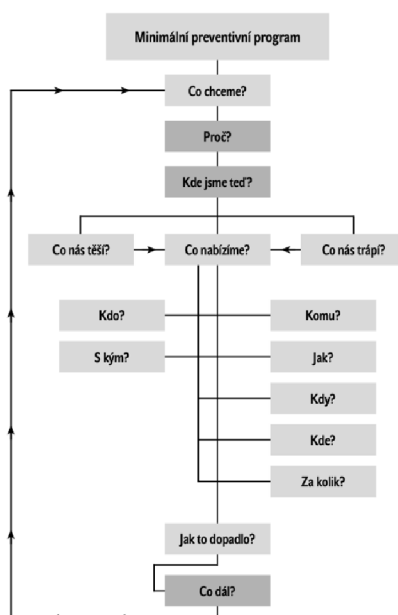 Minimální preventivní program
Co chceme?
Proč?
Kde jsme teď?
Co nás těší?
Co nabízíme?
Co nás trápí?
Kdo?
Komu?
S kým?
Jak?
Kdy?
Kde?
Za kolik?
Jak to dopadlo?
Co dál?